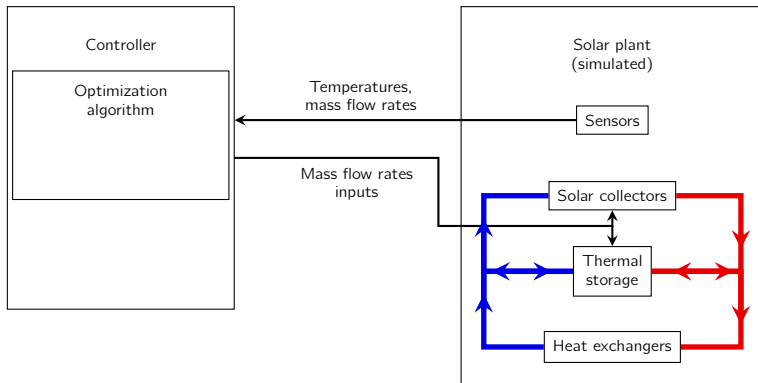 Controller
Optimization
algorithm
Temperatures,
mass flow rates
Mass flow rates
inputs
Solar plant
(simulated)
Sensors
Solar collectors
Thermal
storage
Heat exchangers